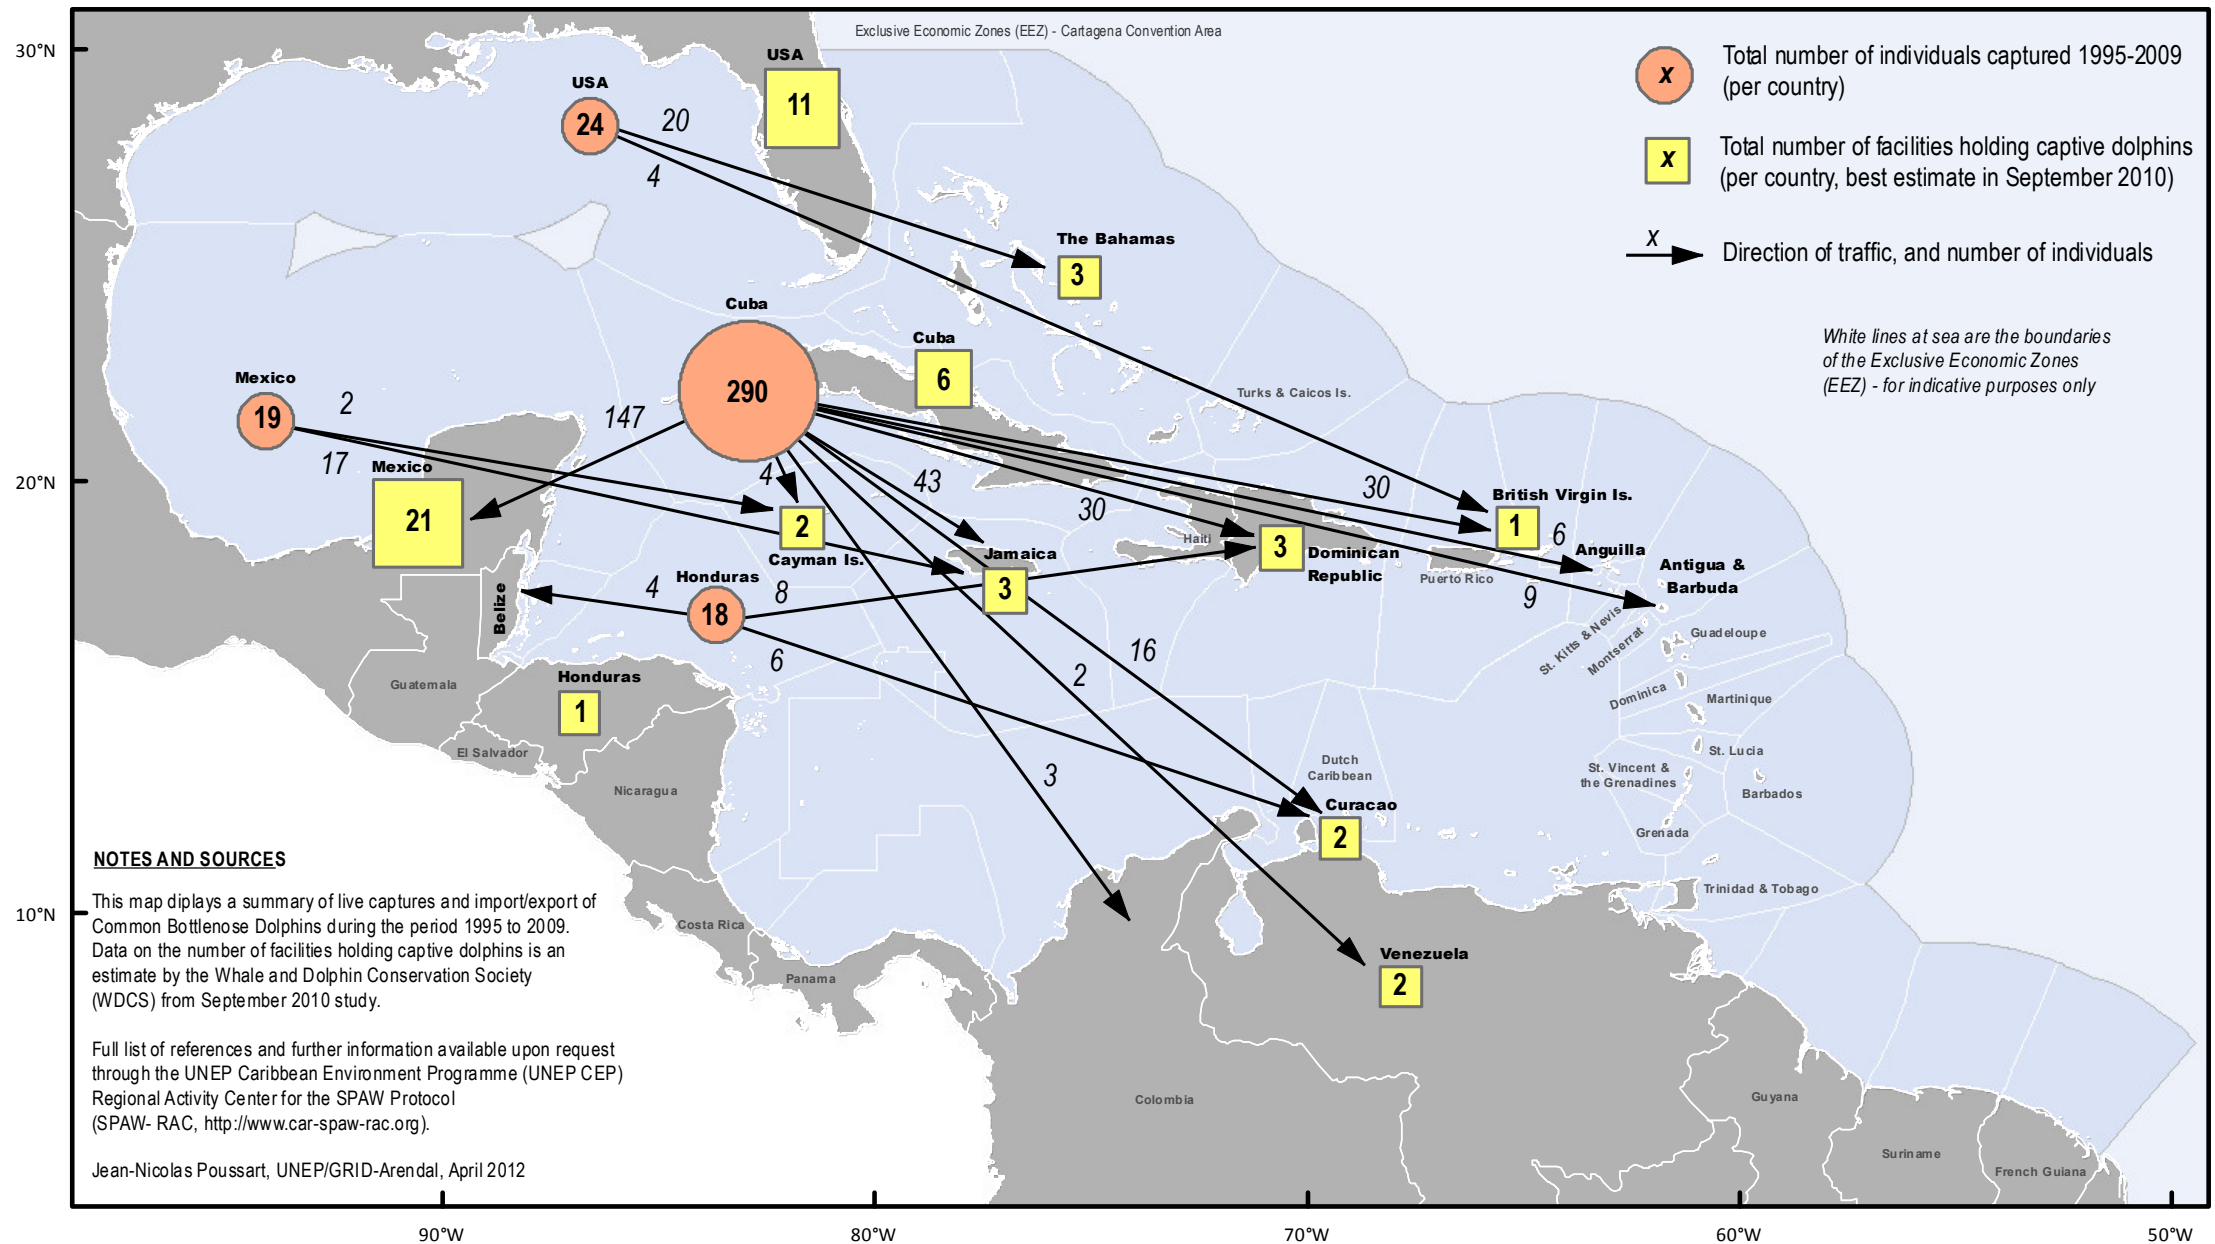 Exclusive Economic Zones (EEZ) - Cartagena Convention Area
30°N
20°N
10°N
90°W
80°W
70°W
60°W
50°W
x
Total number of individuals captured 1995-2009
(per country)
x
Total number of facilities holding captive dolphins
(per country, best estimate in September 2010)
x
Direction of traffic, and number of individuals
White lines at sea are the boundaries
of the Exclusive Economic Zones
(EEZ) - for indicative purposes only
USA
24
USA
11
20
4
The Bahamas
3
Cuba
290
Cuba
6
Turks & Caicos Is.
Mexico
19
2
17
147
Mexico
21
4
43
30
30
2
Cayman Is.
Jamaica
3
Haiti
3
Dominican
Republic
British Virgin Is.
1
6
Anguilla
Puerto Rico
9
Antigua &
Barbuda
St. Kitts & Nevis
Montserrat
Guadeloupe
Dominica
Martinique
St. Lucia
St. Vincent &
the Grenadines
Barbados
Grenada
Trinidad & Tobago
Belize
4
Honduras
18
8
6
16
2
3
Guatemala
Honduras
1
El Salvador
Nicaragua
Costa Rica
Panama
Dutch
Caribbean
Curacao
2
Venezuela
2
Colombia
Guyana
Suriname
French Guiana
NOTES AND SOURCES
This map diplays a summary of live captures and import/export of
Common Bottlenose Dolphins during the period 1995 to 2009.
Data on the number of facilities holding captive dolphins is an
estimate by the Whale and Dolphin Conservation Society
(WDCS) from September 2010 study.
Full list of references and further information available upon request
through the UNEP Caribbean Environment Programme (UNEP CEP)
Regional Activity Center for the SPAW Protocol
(SPAW- RAC, http://www.car-spaw-rac.org).
Jean-Nicolas Poussart, UNEP/GRID-Arendal, April 2012